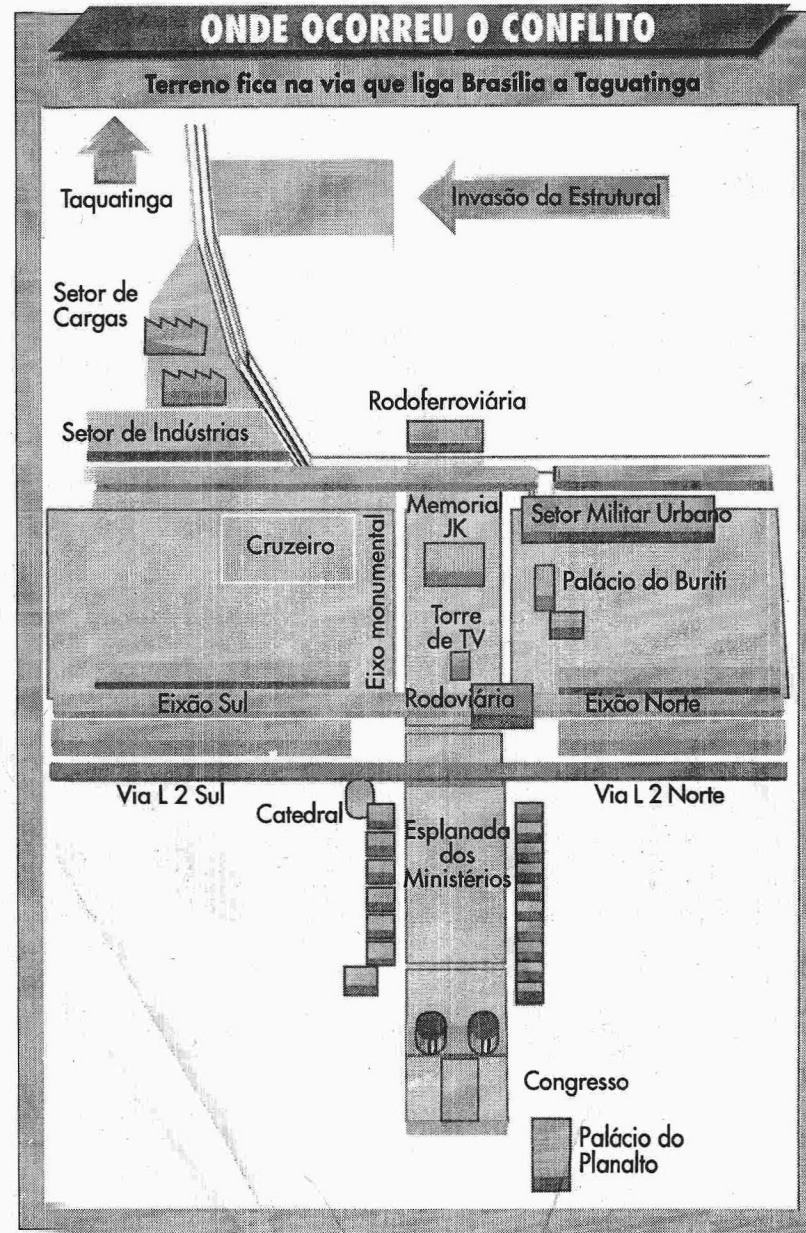 ONDE OCORREU O CONFLITO
Terreno fica na via que liga Brasília a Taguatinga
Taquatinga
Invasão da Estrutural
Setor de
Cargas
Rodoferroviária
Setor de Indústrias
Memorial
JK
Setor Militar Urbano
Cruzeiro
Eixo monumental
Palácio do Buriti
Torre
de TV
Eixão Sul
Rodoviária
Eixão Norte
Via L 2 Sul
Via L 2 Norte
Catedral
Esplanada
dos
Ministérios
Congresso
Palácio do
Planalto